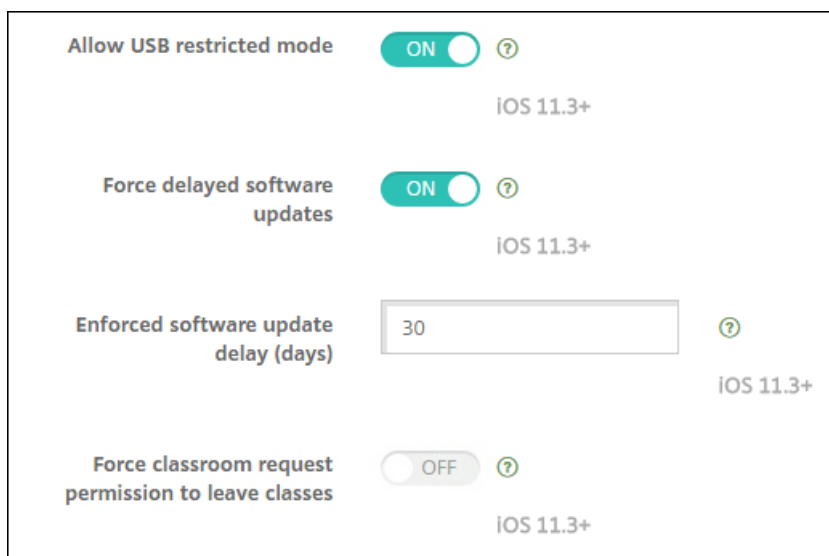 Allow USB restricted mode
ON
?
iOS 11.3+
Force delayed software
updates
ON
?
iOS 11.3+
Enforced software update
delay (days)
30
?
iOS 11.3+
Force classroom request
permission to leave classes
OFF
?
iOS 11.3+